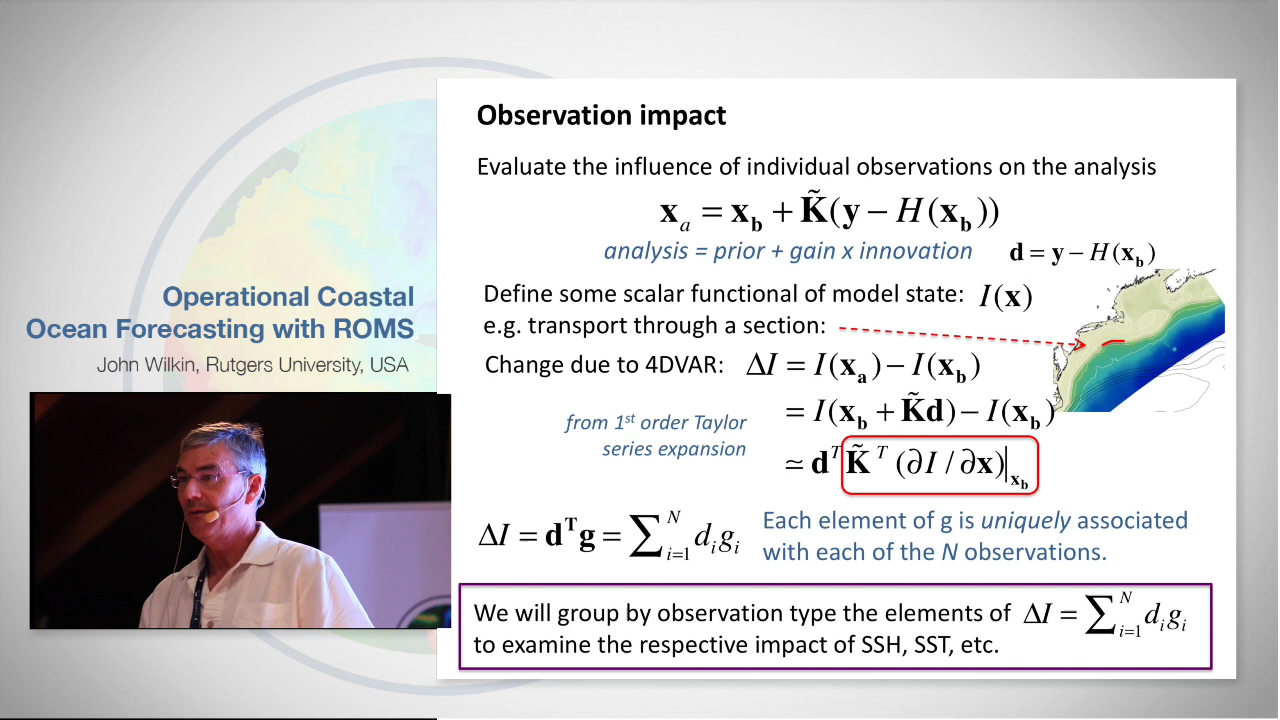 Operational Coastal
Ocean Forecasting with ROMS
John Wilkin, Rutgers University, USA
Observation impact
Evaluate the influence of individual observations on the analysis
x_a = x_b + K̃(y − H(x_b))
analysis = prior + gain x innovation d = y − H(x_b)
Define some scalar functional of model state: I(x)
e.g. transport through a section:
Change due to 4DVAR: ΔI = I(x_a) − I(x_b)
= I(x_b + K̃d) − I(x_b)
from 1st order Taylor
series expansion
≃ d^T K̃^T (∂I / ∂x)|_{x_b}
ΔI = d^T g = ∑_{i=1}^{N} d_i g_i
Each element of g is uniquely associated
with each of the N observations.
We will group by observation type the elements of ΔI = ∑_{i=1}^{N} d_i g_i
to examine the respective impact of SSH, SST, etc.